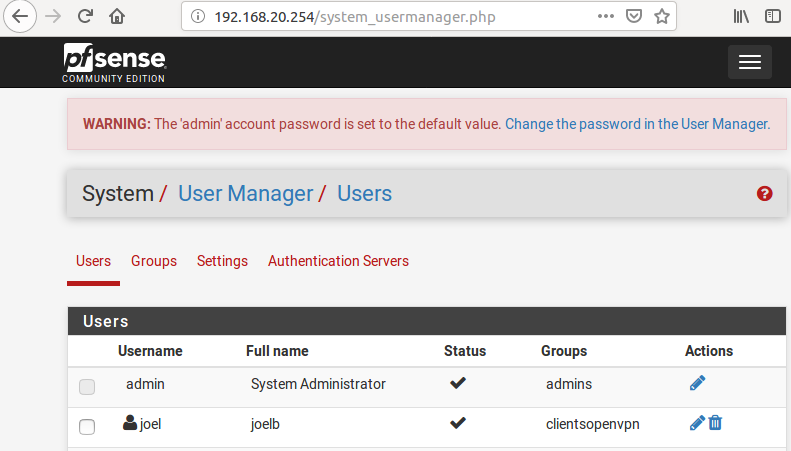 192.168.20.254/system_usermanager.php
pfsense
COMMUNITY EDITION
WARNING: The 'admin' account password is set to the default value. Change the password in the User Manager.
System / User Manager / Users
Users Groups Settings Authentication Servers
Users
Username Full name Status Groups Actions
admin System Administrator admins
joel joelb clientsopenvpn